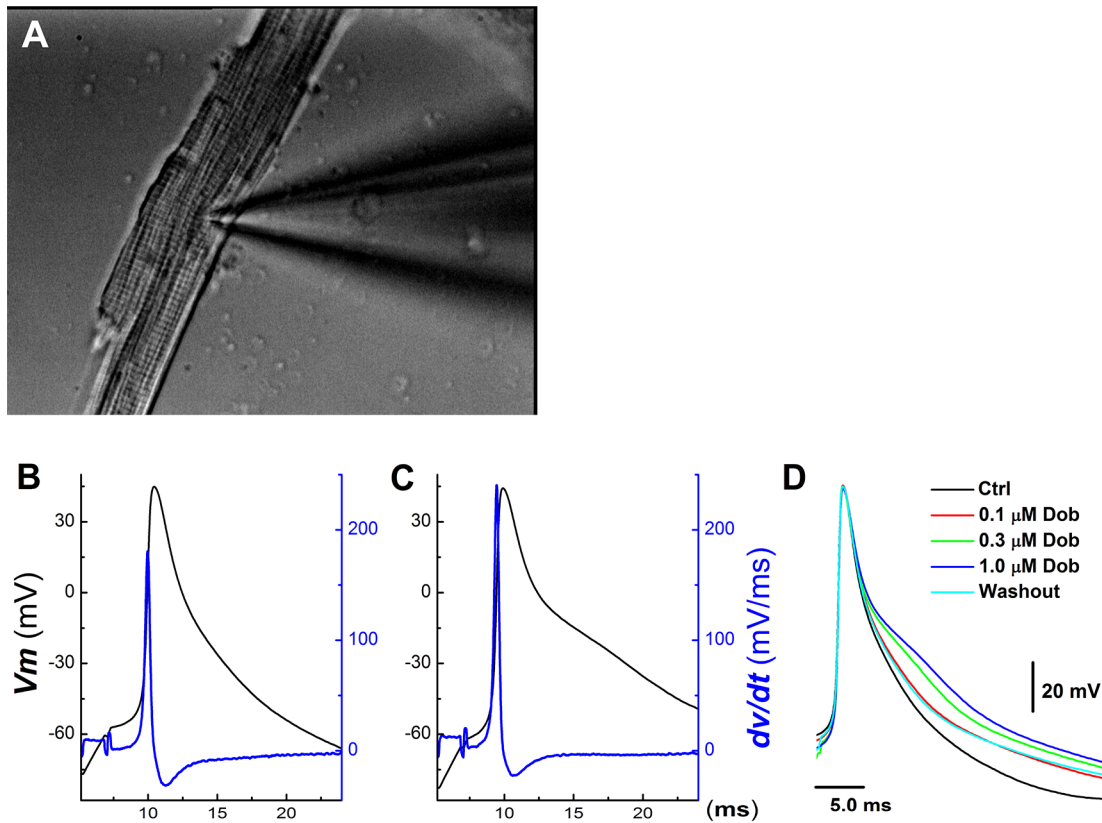 A
B
C
D
Vm (mV)
30
0
-30
-60
10
15
20
200
100
0
30
0
-30
-60
10
15
20
(ms)
200
100
0
dv/dt (mV/ms)
Ctrl
0.1 μM Dob
0.3 μM Dob
1.0 μM Dob
Washout
20 mV
5.0 ms